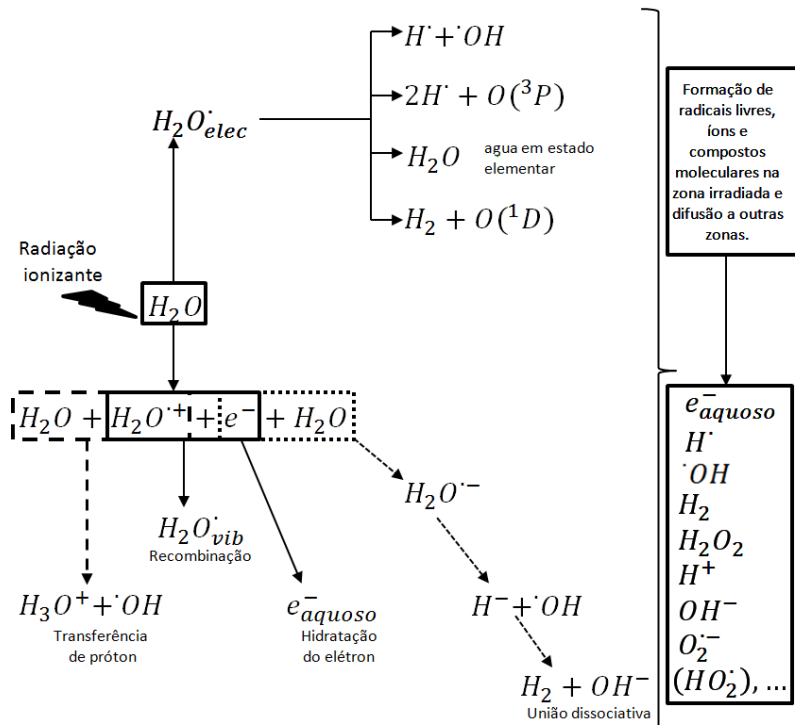 H˙ + ˙OH
2H˙ + O(³P)
H₂O˙elec
H₂O
agua em estado
elementar
H₂ + O(¹D)
Formação de
radicais livres,
íons e
compostos
moleculares na
zona irradiada e
difusão a outras
zonas.
Radiação
ionizante
H₂O
H₂O + H₂O˙⁺ + e⁻ + H₂O
H₂O˙⁻
H₂O˙vib
Recombinação
H₃O⁺ + ˙OH
Transferência
de próton
e⁻aquoso
Hidratação
do elétron
H⁻ + ˙OH
H₂ + OH⁻
União dissociativa
e⁻aquoso
H˙
˙OH
H₂
H₂O₂
H⁺
OH⁻
O₂˙⁻
(HO₂˙), ...